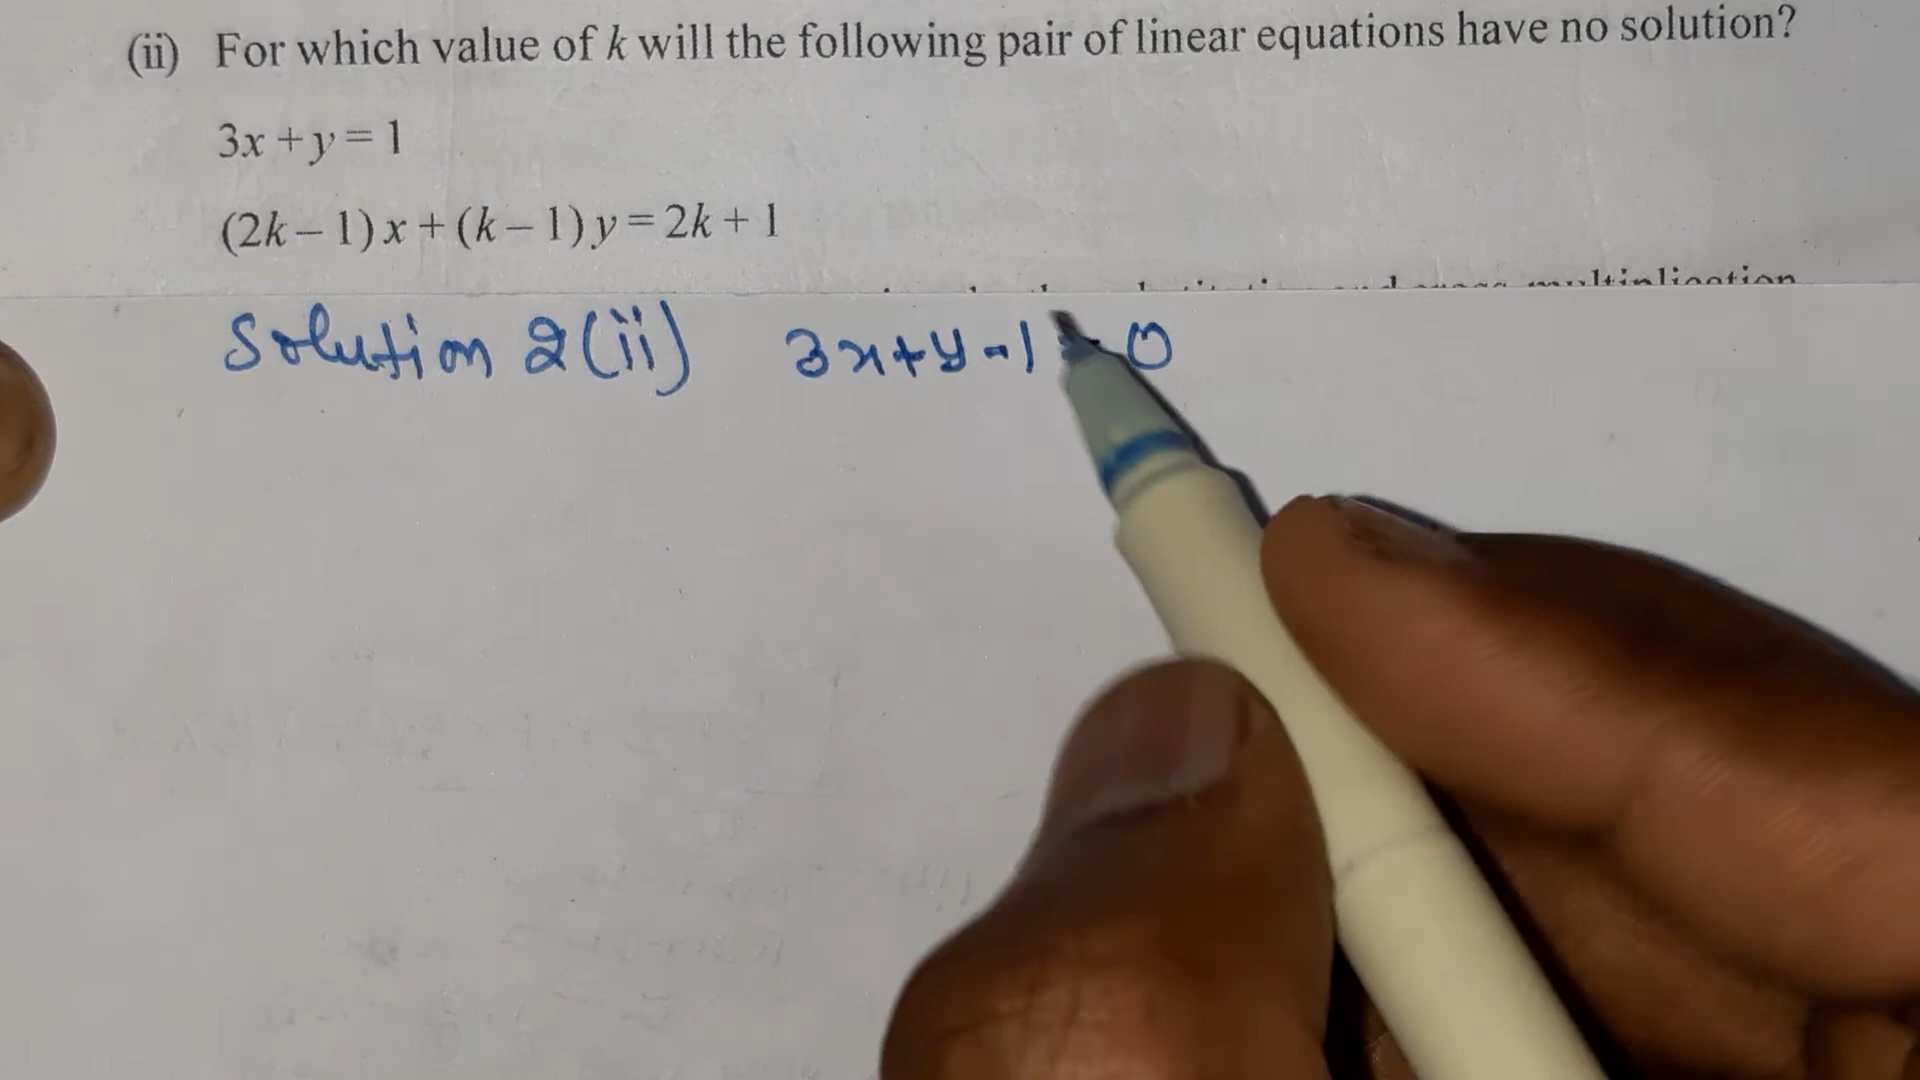 (ii) For which value of k will the following pair of linear equations have no solution?
3x + y = 1
(2k – 1) x + (k – 1) y = 2k + 1
multiplication
Solution 2(ii) 3x+y-1 = 0